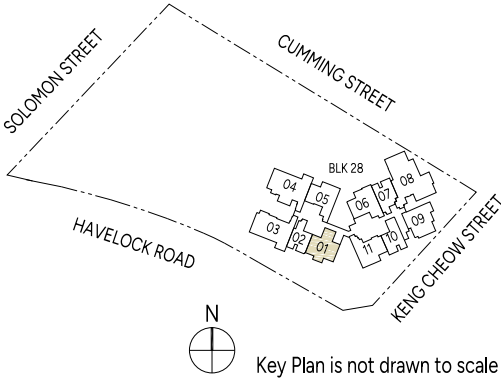 SOLOMON STREET
CUMMING STREET
BLK 28
04
05
06
07
08
03
02
01
11
10
09
HAVELOCK ROAD
KENG CHEOW STREET
N
Key Plan is not drawn to scale